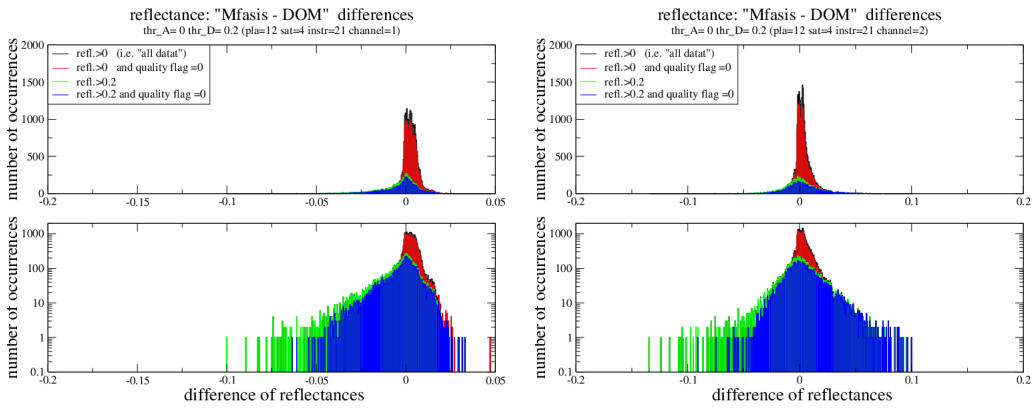 reflectance: "Mfasis - DOM"  differences
thr_A= 0 thr_D= 0.2 (pla=12 sat=4 instr=21 channel=1)
number of occurrences
2000
1500
1000
500
0
refl.>0   (i.e. "all datat")
refl.>0   and quality flag =0
refl.>0.2
refl.>0.2 and quality flag =0
-0.2
-0.15
-0.1
-0.05
0
0.05
number of occurrences
1000
100
10
1
0.1
-0.2
-0.15
-0.1
-0.05
0
0.05
difference of reflectances
reflectance: "Mfasis - DOM"  differences
thr_A= 0 thr_D= 0.2 (pla=12 sat=4 instr=21 channel=2)
number of occurrences
2000
1500
1000
500
0
refl.>0   (i.e. "all datat")
refl.>0   and quality flag =0
refl.>0.2
refl.>0.2 and quality flag =0
-0.2
-0.1
0
0.1
0.2
number of occurrences
1000
100
10
1
0.1
-0.2
-0.1
0
0.1
0.2
difference of reflectances